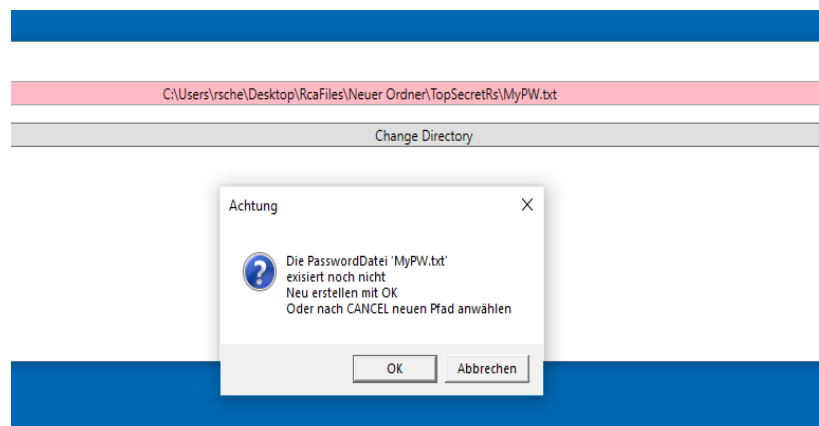 C:\Users\rsche\Desktop\RcaFiles\Neuer Ordner\TopSecretRs\MyPW.txt
Change Directory
Achtung
Die PasswordDatei 'MyPW.txt'
exisiert noch nicht
Neu erstellen mit OK
Oder nach CANCEL neuen Pfad anwählen
OK
Abbrechen